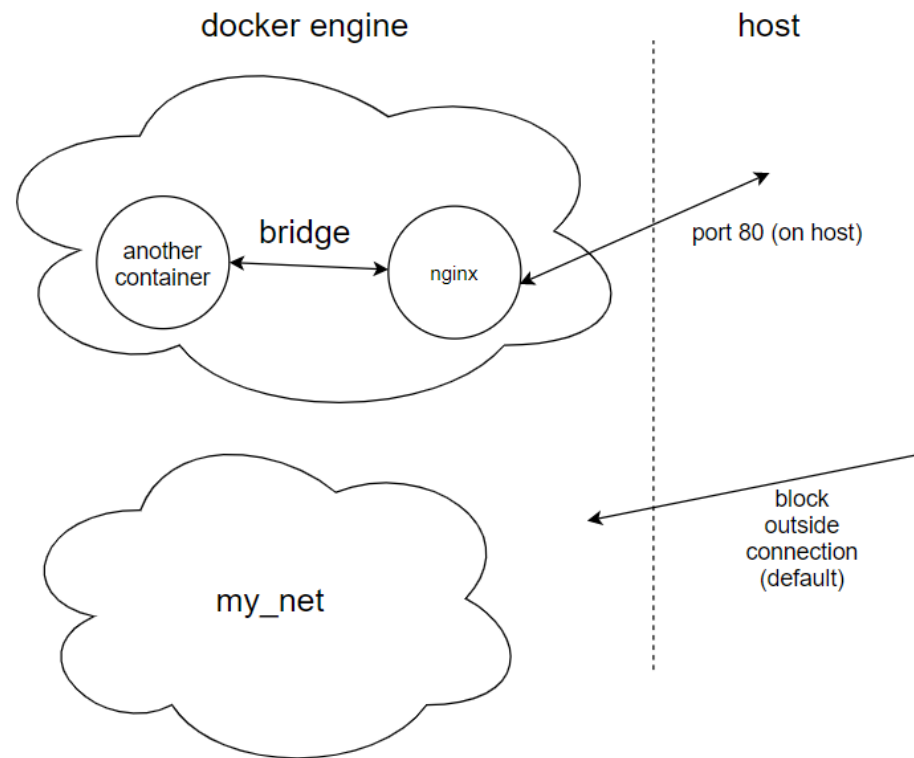 docker engine
host
bridge
another
container
nginx
port 80 (on host)
block
outside
connection
(default)
my_net